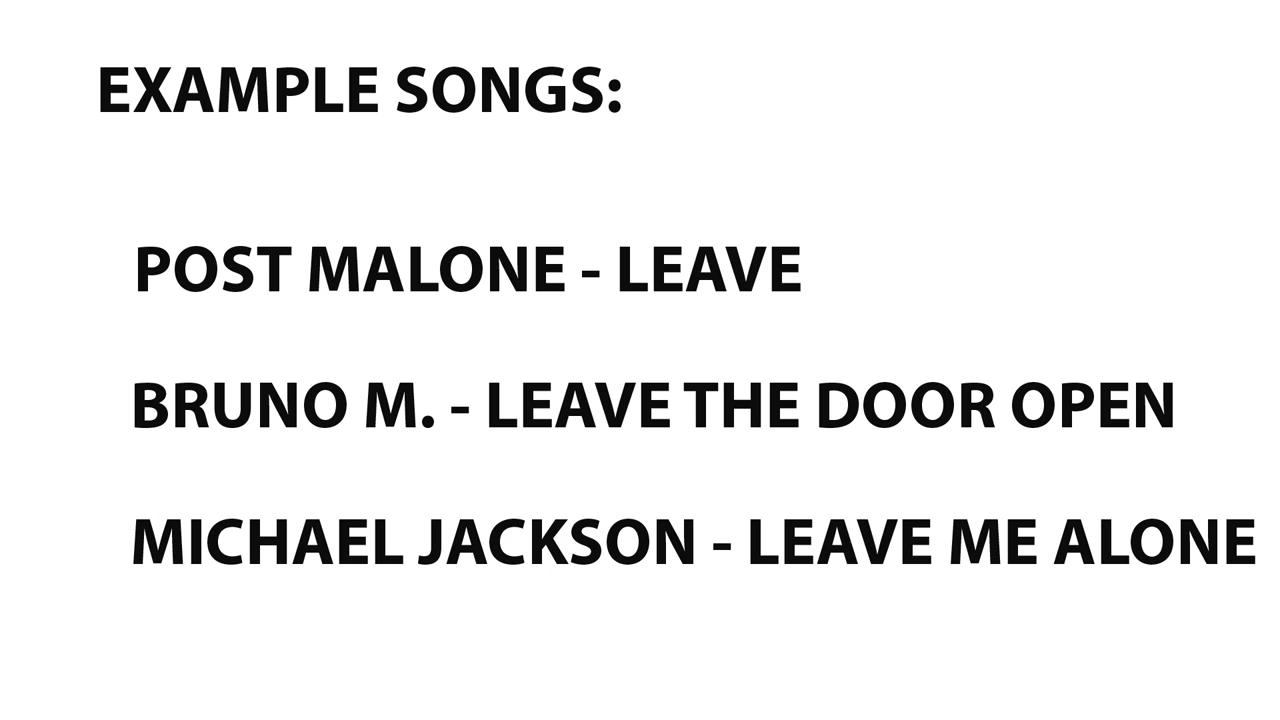 EXAMPLE SONGS:
POST MALONE - LEAVE
BRUNO M. - LEAVE THE DOOR OPEN
MICHAEL JACKSON - LEAVE ME ALONE